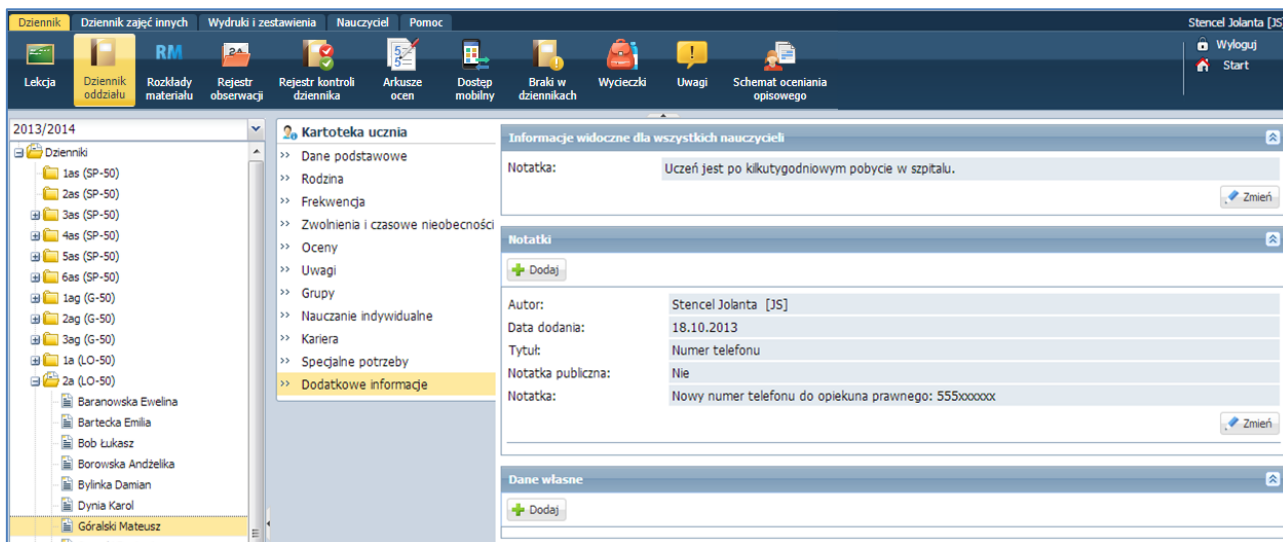 Dziennik Dziennik zajęć innych Wydruki i zestawienia Nauczyciel Pomoc Stencel Jolanta [JS
Wyloguj
Start
RM
Lekcja
Dziennik oddziału
Rozkłady materiału
Rejestr obserwacji
Rejestr kontroli dziennika
Arkusze ocen
Dostęp mobilny
Braki w dziennikach
Wycieczki
Uwagi
Schemat oceniania opisowego
2013/2014
Dzienniki
1as (SP-50)
2as (SP-50)
3as (SP-50)
4as (SP-50)
5as (SP-50)
6as (SP-50)
1ag (G-50)
2ag (G-50)
3ag (G-50)
1a (LO-50)
2a (LO-50)
Baranowska Ewelina
Bartecka Emilia
Bob Łukasz
Borowska Andżelika
Bylinka Damian
Dynia Karol
Góralski Mateusz
Kartoteka ucznia
>> Dane podstawowe
>> Rodzina
>> Frekwencja
>> Zwolnienia i czasowe nieobecności
>> Oceny
>> Uwagi
>> Grupy
>> Nauczanie indywidualne
>> Kariera
>> Specjalne potrzeby
>> Dodatkowe informacje
Informacje widoczne dla wszystkich nauczycieli
Notatka: Uczeń jest po kilkutygodniowym pobycie w szpitalu.
Zmień
Notatki
Dodaj
Autor: Stencel Jolanta [JS]
Data dodania: 18.10.2013
Tytuł: Numer telefonu
Notatka publiczna: Nie
Notatka: Nowy numer telefonu do opiekuna prawnego: 555xxxxxx
Zmień
Dane własne
Dodaj